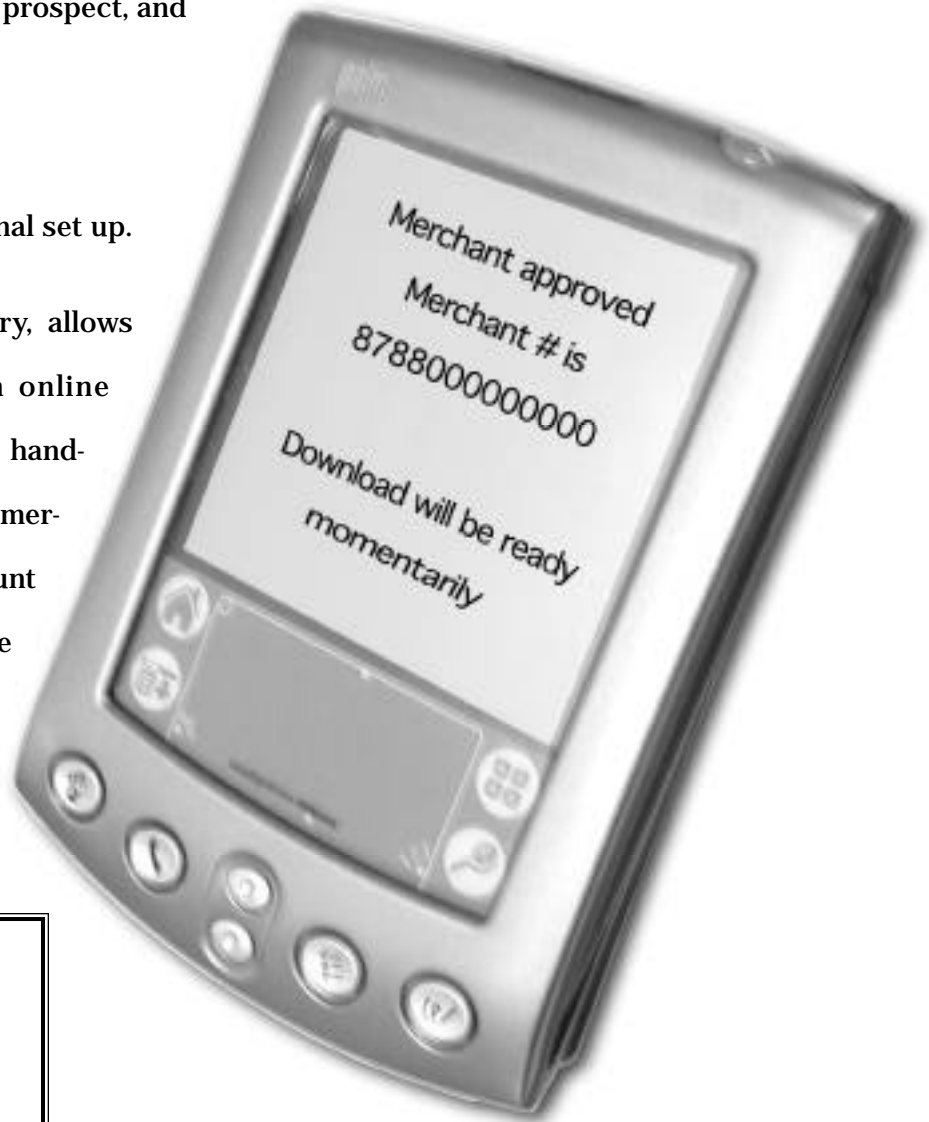 prospect, and
nal set up.
ry, allows
online
hand-
mer-
unt
e
Merchant approved
Merchant # is
8788000000000
Download will be ready
momentarily